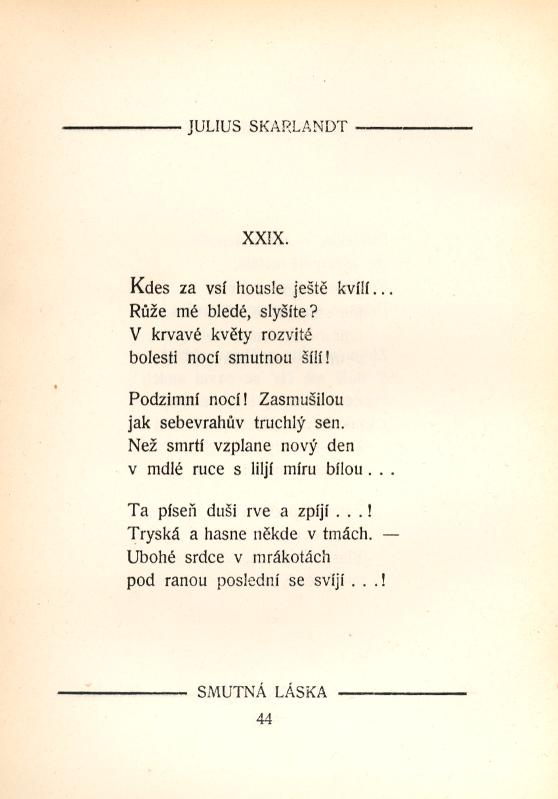 JULIUS SKARLANDT
XXIX.
Kdes za vsí housle ještě kvílí...
Růže mé bledé, slyšíte?
V krvavé květy rozvité
bolesti nocí smutnou šílí!
Podzimní nocí! Zasmušilou
jak sebevrahův truchlý sen.
Než smrtí vzplane nový den
v mdlé ruce s liljí míru bílou...
Ta píseň duši rve a zpíjí...!
Tryská a hasne někde v tmách. —
Ubohé srdce v mrákotách
pod ranou poslední se svíjí...!
SMUTNÁ LÁSKA
44